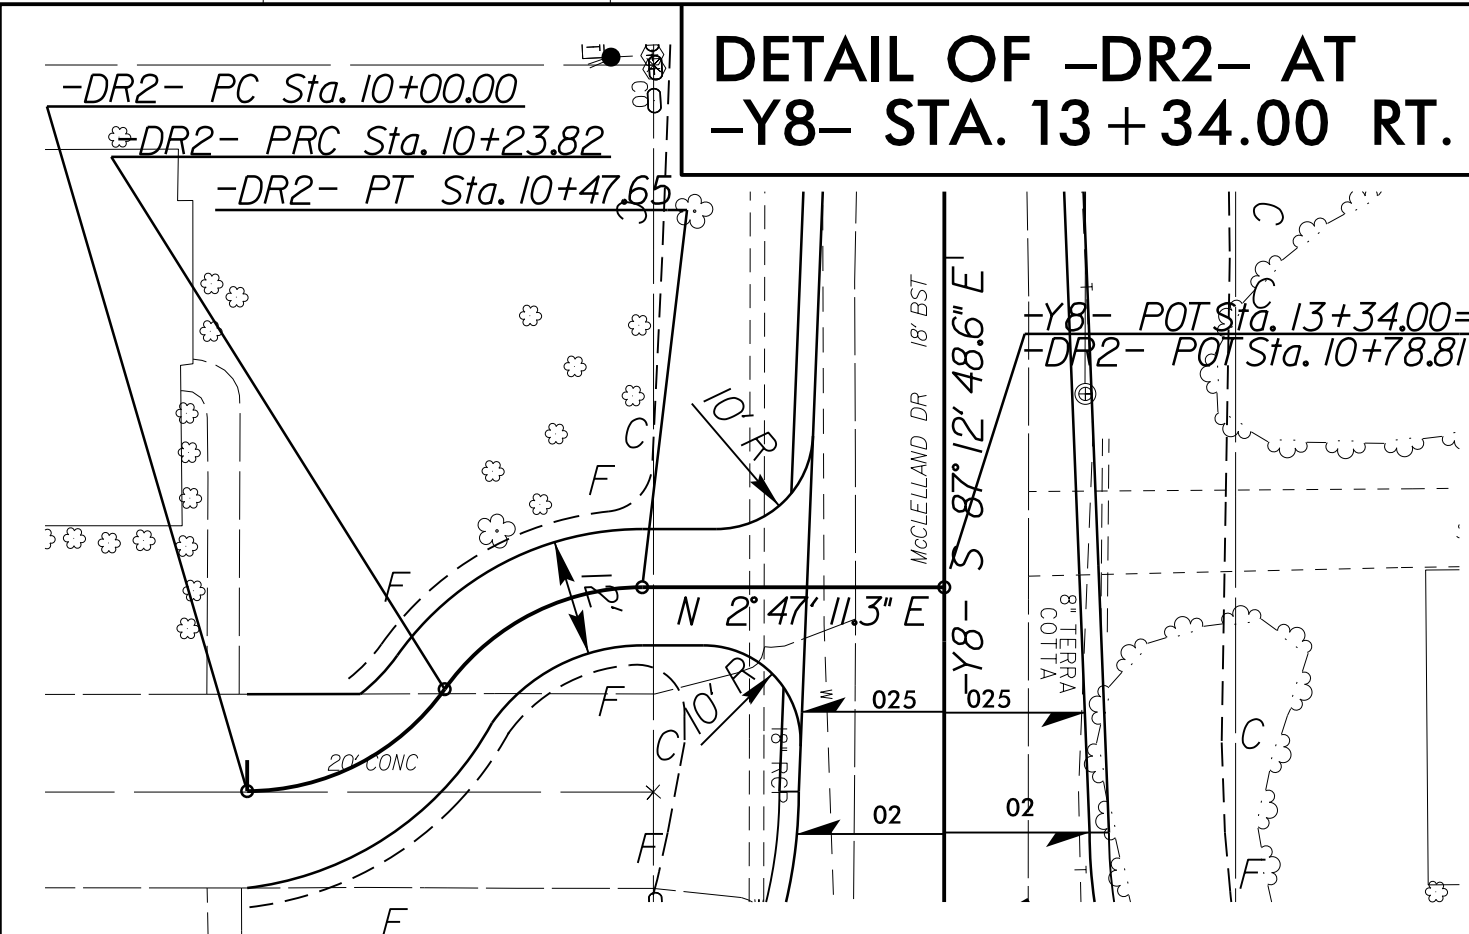 DETAIL OF -DR2- AT
-Y8- STA. 13+34.00 RT.
-DR2- PC Sta. 10+00.00
-DR2- PRC Sta. 10+23.82
-DR2- PT Sta. 10+47.65
C
C
-Y8- POT Sta. 13+34.00=
-DR2- POT Sta. 10+78.81
C
McCLELLAND DR 18' BST
-Y8- S 87° 12' 48.6" E
10' R
C
F
F
12'
N 2° 47' 11.3" E
8" TERRA
COTTA
10' R
F
W
025
025
C
C
20' CONC
18" RCP
02
02
F
F
F
T
T
CO